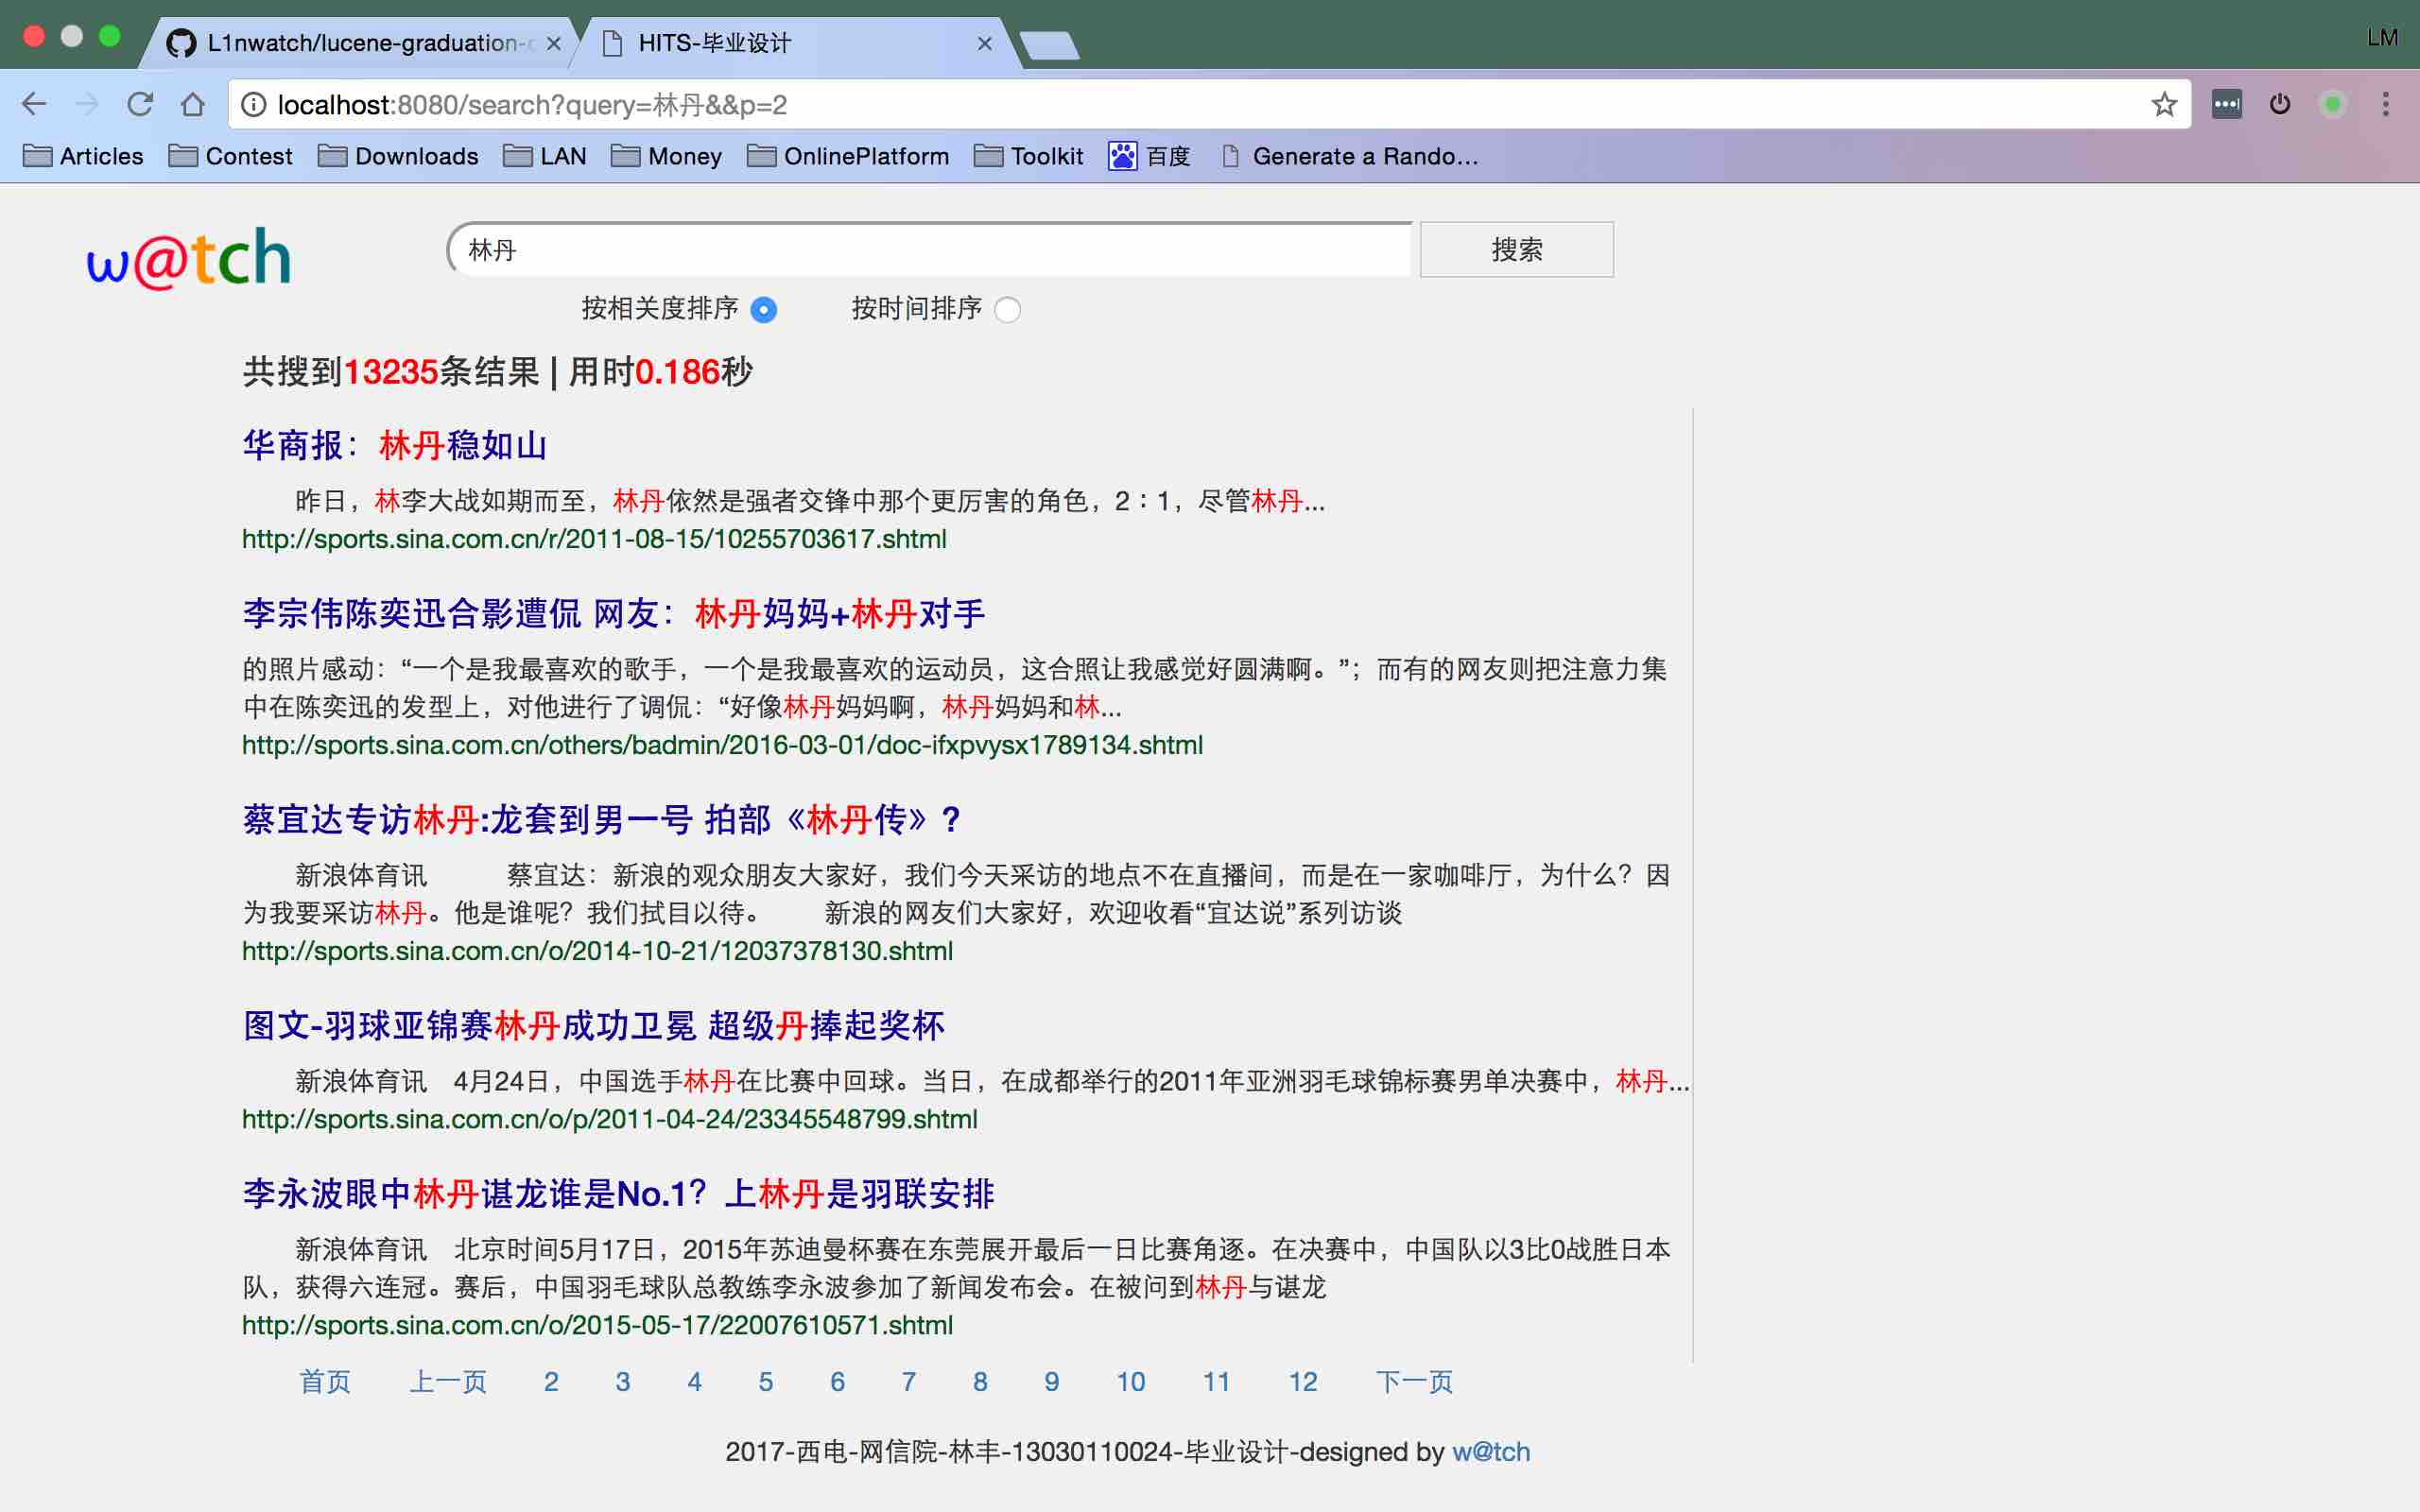 L1nwatch/lucene-graduation-
HITS-毕业设计
LM
localhost:8080/search?query=林丹&&p=2
Articles Contest Downloads LAN Money OnlinePlatform Toolkit 百度 Generate a Rando...
w@tch
林丹
搜索
按相关度排序 按时间排序
共搜到13235条结果 | 用时0.186秒
华商报：林丹稳如山
昨日，林李大战如期而至，林丹依然是强者交锋中那个更厉害的角色，2∶1，尽管林丹...
http://sports.sina.com.cn/r/2011-08-15/10255703617.shtml
李宗伟陈奕迅合影遭侃 网友：林丹妈妈+林丹对手
的照片感动：“一个是我最喜欢的歌手，一个是我最喜欢的运动员，这合照让我感觉好圆满啊。”；而有的网友则把注意力集
中在陈奕迅的发型上，对他进行了调侃：“好像林丹妈妈啊，林丹妈妈和林...
http://sports.sina.com.cn/others/badmin/2016-03-01/doc-ifxpvysx1789134.shtml
蔡宜达专访林丹:龙套到男一号 拍部《林丹传》?
新浪体育讯 蔡宜达：新浪的观众朋友大家好，我们今天采访的地点不在直播间，而是在一家咖啡厅，为什么？因
为我要采访林丹。他是谁呢？我们拭目以待。 新浪的网友们大家好，欢迎收看“宜达说”系列访谈
http://sports.sina.com.cn/o/2014-10-21/12037378130.shtml
图文-羽球亚锦赛林丹成功卫冕 超级丹捧起奖杯
新浪体育讯 4月24日，中国选手林丹在比赛中回球。当日，在成都举行的2011年亚洲羽毛球锦标赛男单决赛中，林丹...
http://sports.sina.com.cn/o/p/2011-04-24/23345548799.shtml
李永波眼中林丹谌龙谁是No.1？上林丹是羽联安排
新浪体育讯 北京时间5月17日，2015年苏迪曼杯赛在东莞展开最后一日比赛角逐。在决赛中，中国队以3比0战胜日本
队，获得六连冠。赛后，中国羽毛球队总教练李永波参加了新闻发布会。在被问到林丹与谌龙
http://sports.sina.com.cn/o/2015-05-17/22007610571.shtml
首页 上一页 2 3 4 5 6 7 8 9 10 11 12 下一页
2017-西电-网信院-林丰-13030110024-毕业设计-designed by w@tch